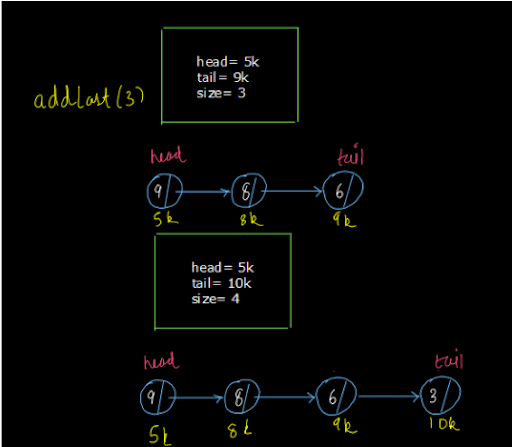 head= 5k
tail= 9k
size= 3
addLast(3)
head tail
9 8 6
5k 8k 9k
head= 5k
tail= 10k
size= 4
head tail
9 8 6 3
5k 8k 9k 10k